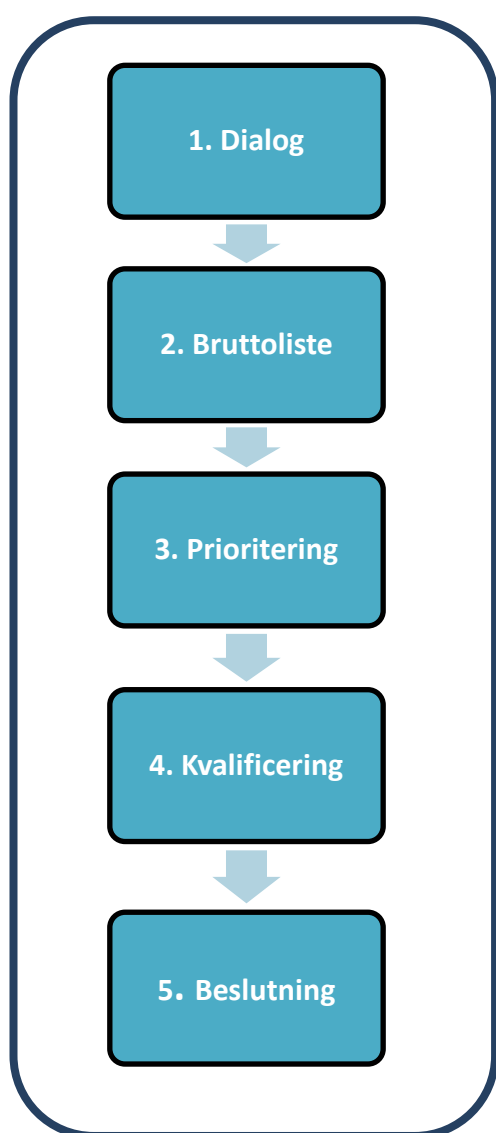 1. Dialog
2. Bruttoliste
3. Prioritering
4. Kvalificering
5. Beslutning